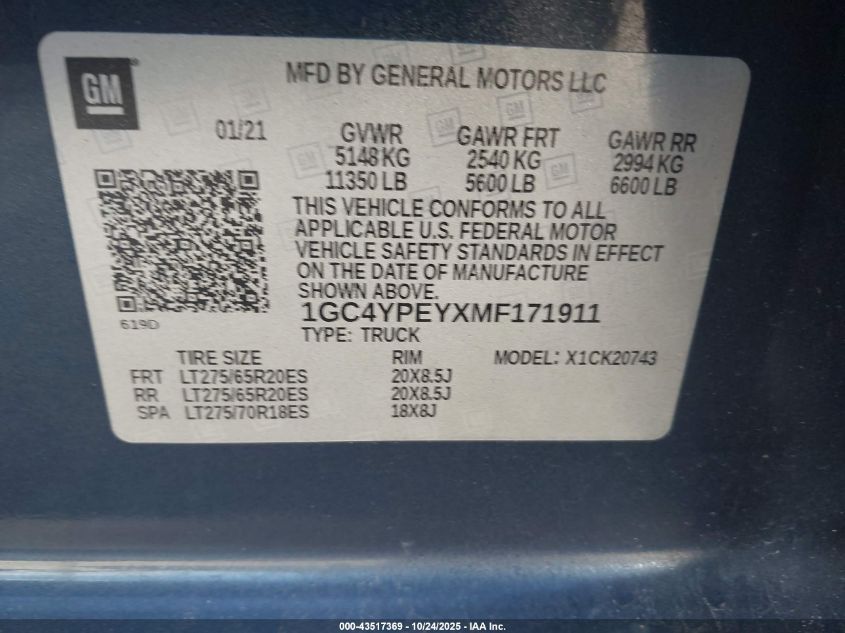 GM
MFD BY GENERAL MOTORS LLC
01/21
GVWR GAWR FRT GAWR RR
5148 KG 2540 KG 2994 KG
11350 LB 5600 LB 6600 LB
THIS VEHICLE CONFORMS TO ALL
APPLICABLE U.S. FEDERAL MOTOR
VEHICLE SAFETY STANDARDS IN EFFECT
ON THE DATE OF MANUFACTURE
SHOWN ABOVE.
1GC4YPEYXMF171911
619D
TYPE: TRUCK
TIRE SIZE RIM MODEL: X1CK20743
FRT LT275/65R20ES 20X8.5J
RR LT275/65R20ES 20X8.5J
SPA LT275/70R18ES 18X8J
000-43517369 - 10/24/2025 - IAA Inc.